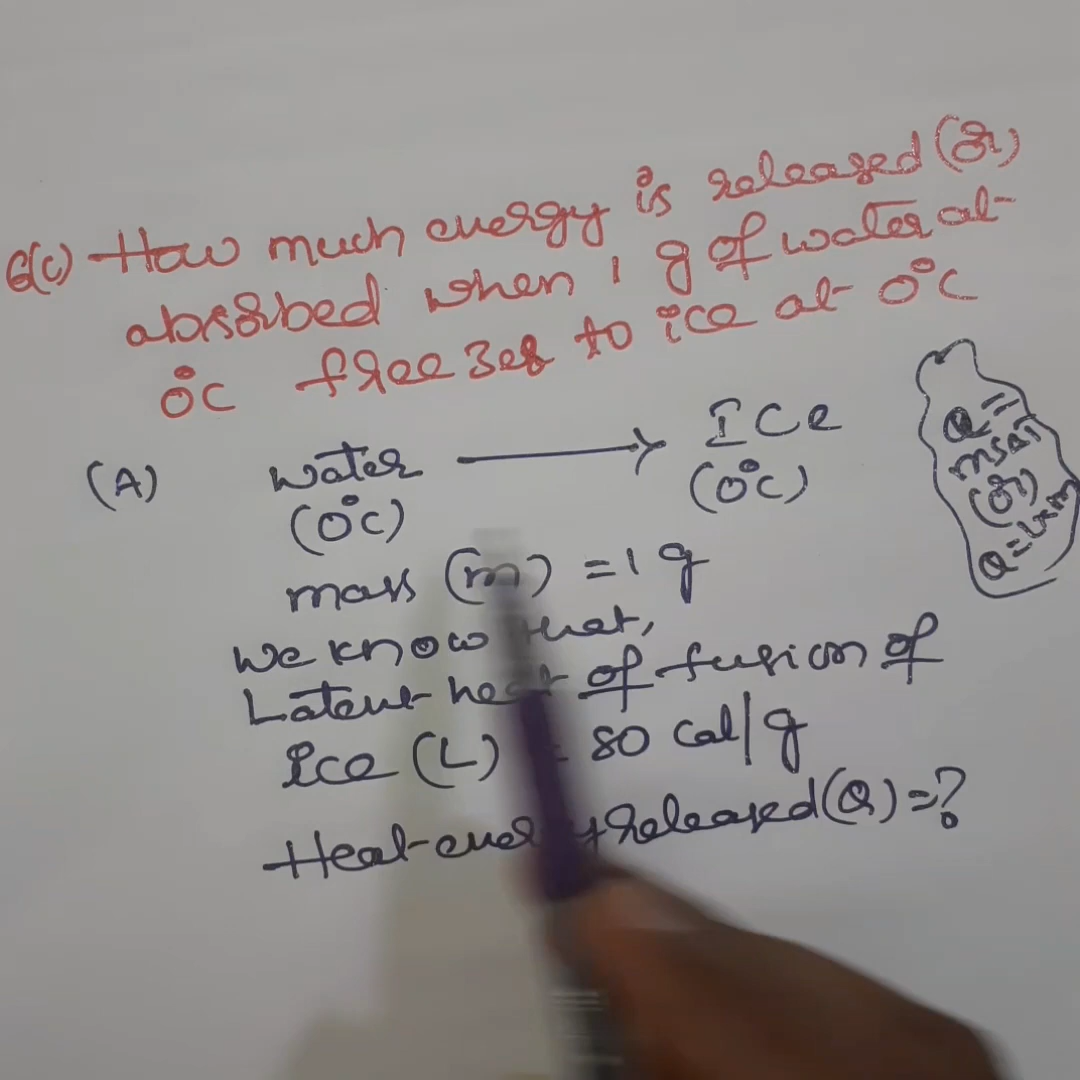 6(c) How much energy is released (or)
absorbed when 1 g of water at
0°c freezes to ice at 0°c
(A) Water → ICe
(0°c) (0°c)
mass (m) = 1 g
we know that,
Latent heat of fusion of
ice (L) = 80 cal/g
Heat energy released (Q) = ?
Q =
msΔT
(or)
Q = L×m